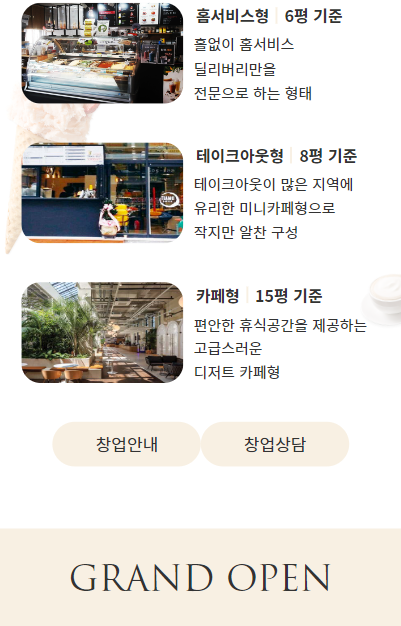 홈서비스형 | 6평 기준
홀없이 홈서비스
딜리버리만을
전문으로 하는 형태
테이크아웃형 | 8평 기준
테이크아웃이 많은 지역에
유리한 미니카페형으로
작지만 알찬 구성
카페형 | 15평 기준
편안한 휴식공간을 제공하는
고급스러운
디저트 카페형
창업안내
창업상담
GRAND OPEN